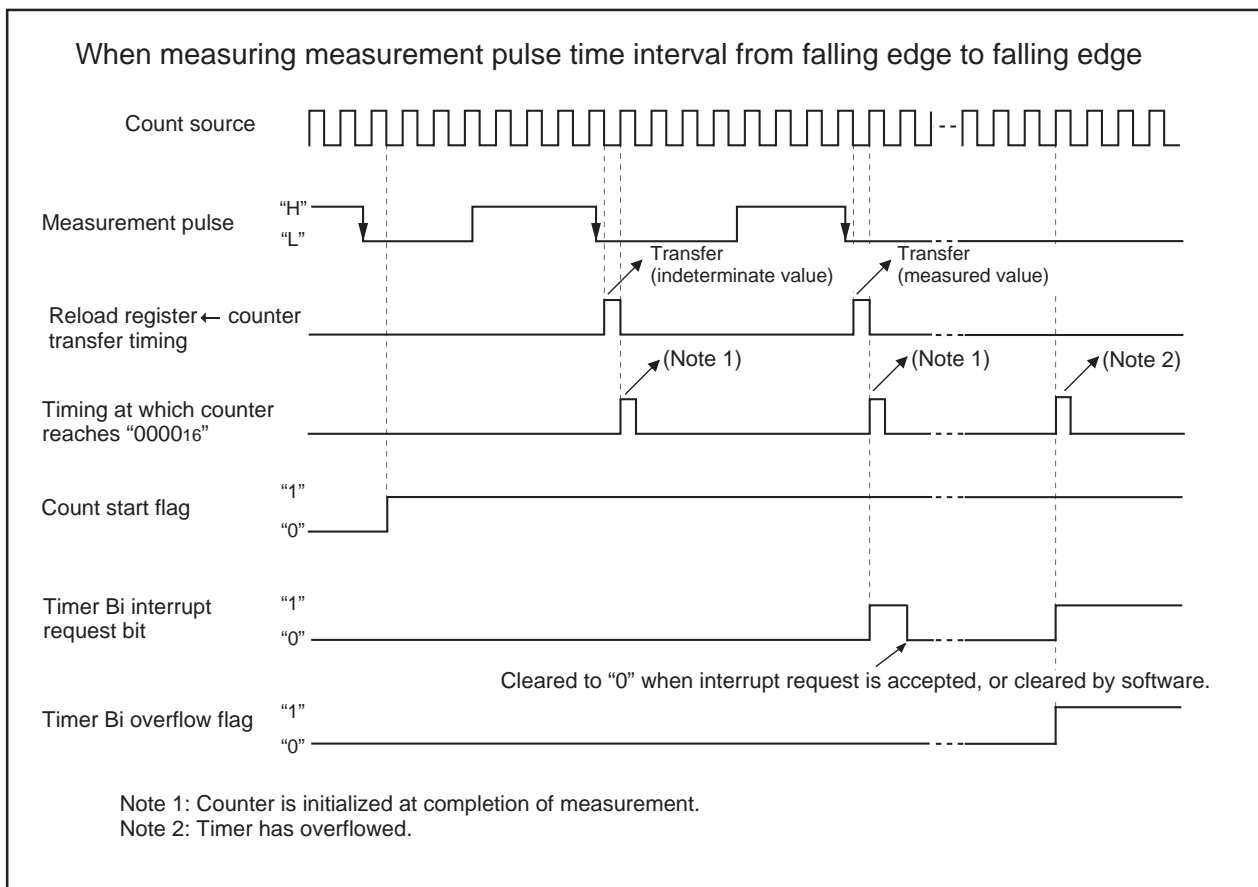 When measuring measurement pulse time interval from falling edge to falling edge
Count source
Measurement pulse
“H”
“L”
Transfer
(indeterminate value)
Transfer
(measured value)
Reload register ← counter
transfer timing
(Note 1)
(Note 1)
(Note 2)
Timing at which counter
reaches “000016”
Count start flag
“1”
“0”
Timer Bi interrupt
request bit
“1”
“0”
Cleared to “0” when interrupt request is accepted, or cleared by software.
Timer Bi overflow flag
“1”
“0”
Note 1: Counter is initialized at completion of measurement.
Note 2: Timer has overflowed.